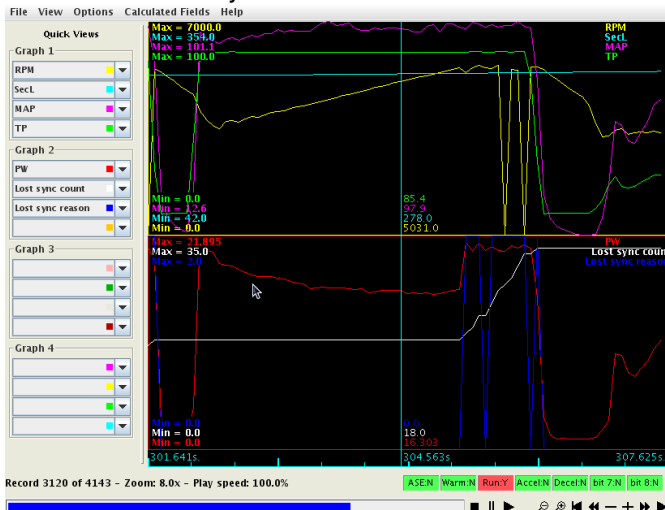 File View Options Calculated Fields Help
Quick Views
Graph 1
RPM
SecL
MAP
TP
Graph 2
PW
Lost sync count
Lost sync reason
Graph 3
Graph 4
Max = 7000.0
Max = 354.0
Max = 101.1
Max = 100.0
RPM
SecL
MAP
TP
Min = 0.0
Min = 12.6
Min = 42.0
Min = 0.0
85.4
97.9
278.0
5031.0
Max = 21.895
Max = 35.0
Max = 2.0
PW
Lost sync count
Lost sync reason
Min = 0.0
Min = 0.0
Min = 0.0
0.0
18.0
16.303
301.641s. 304.563s 307.625s
Record 3120 of 4143 - Zoom: 8.0x - Play speed: 100.0%
ASE:N Warm:N Run:Y Accel:N Decel:N bit 7:N bit 8:N